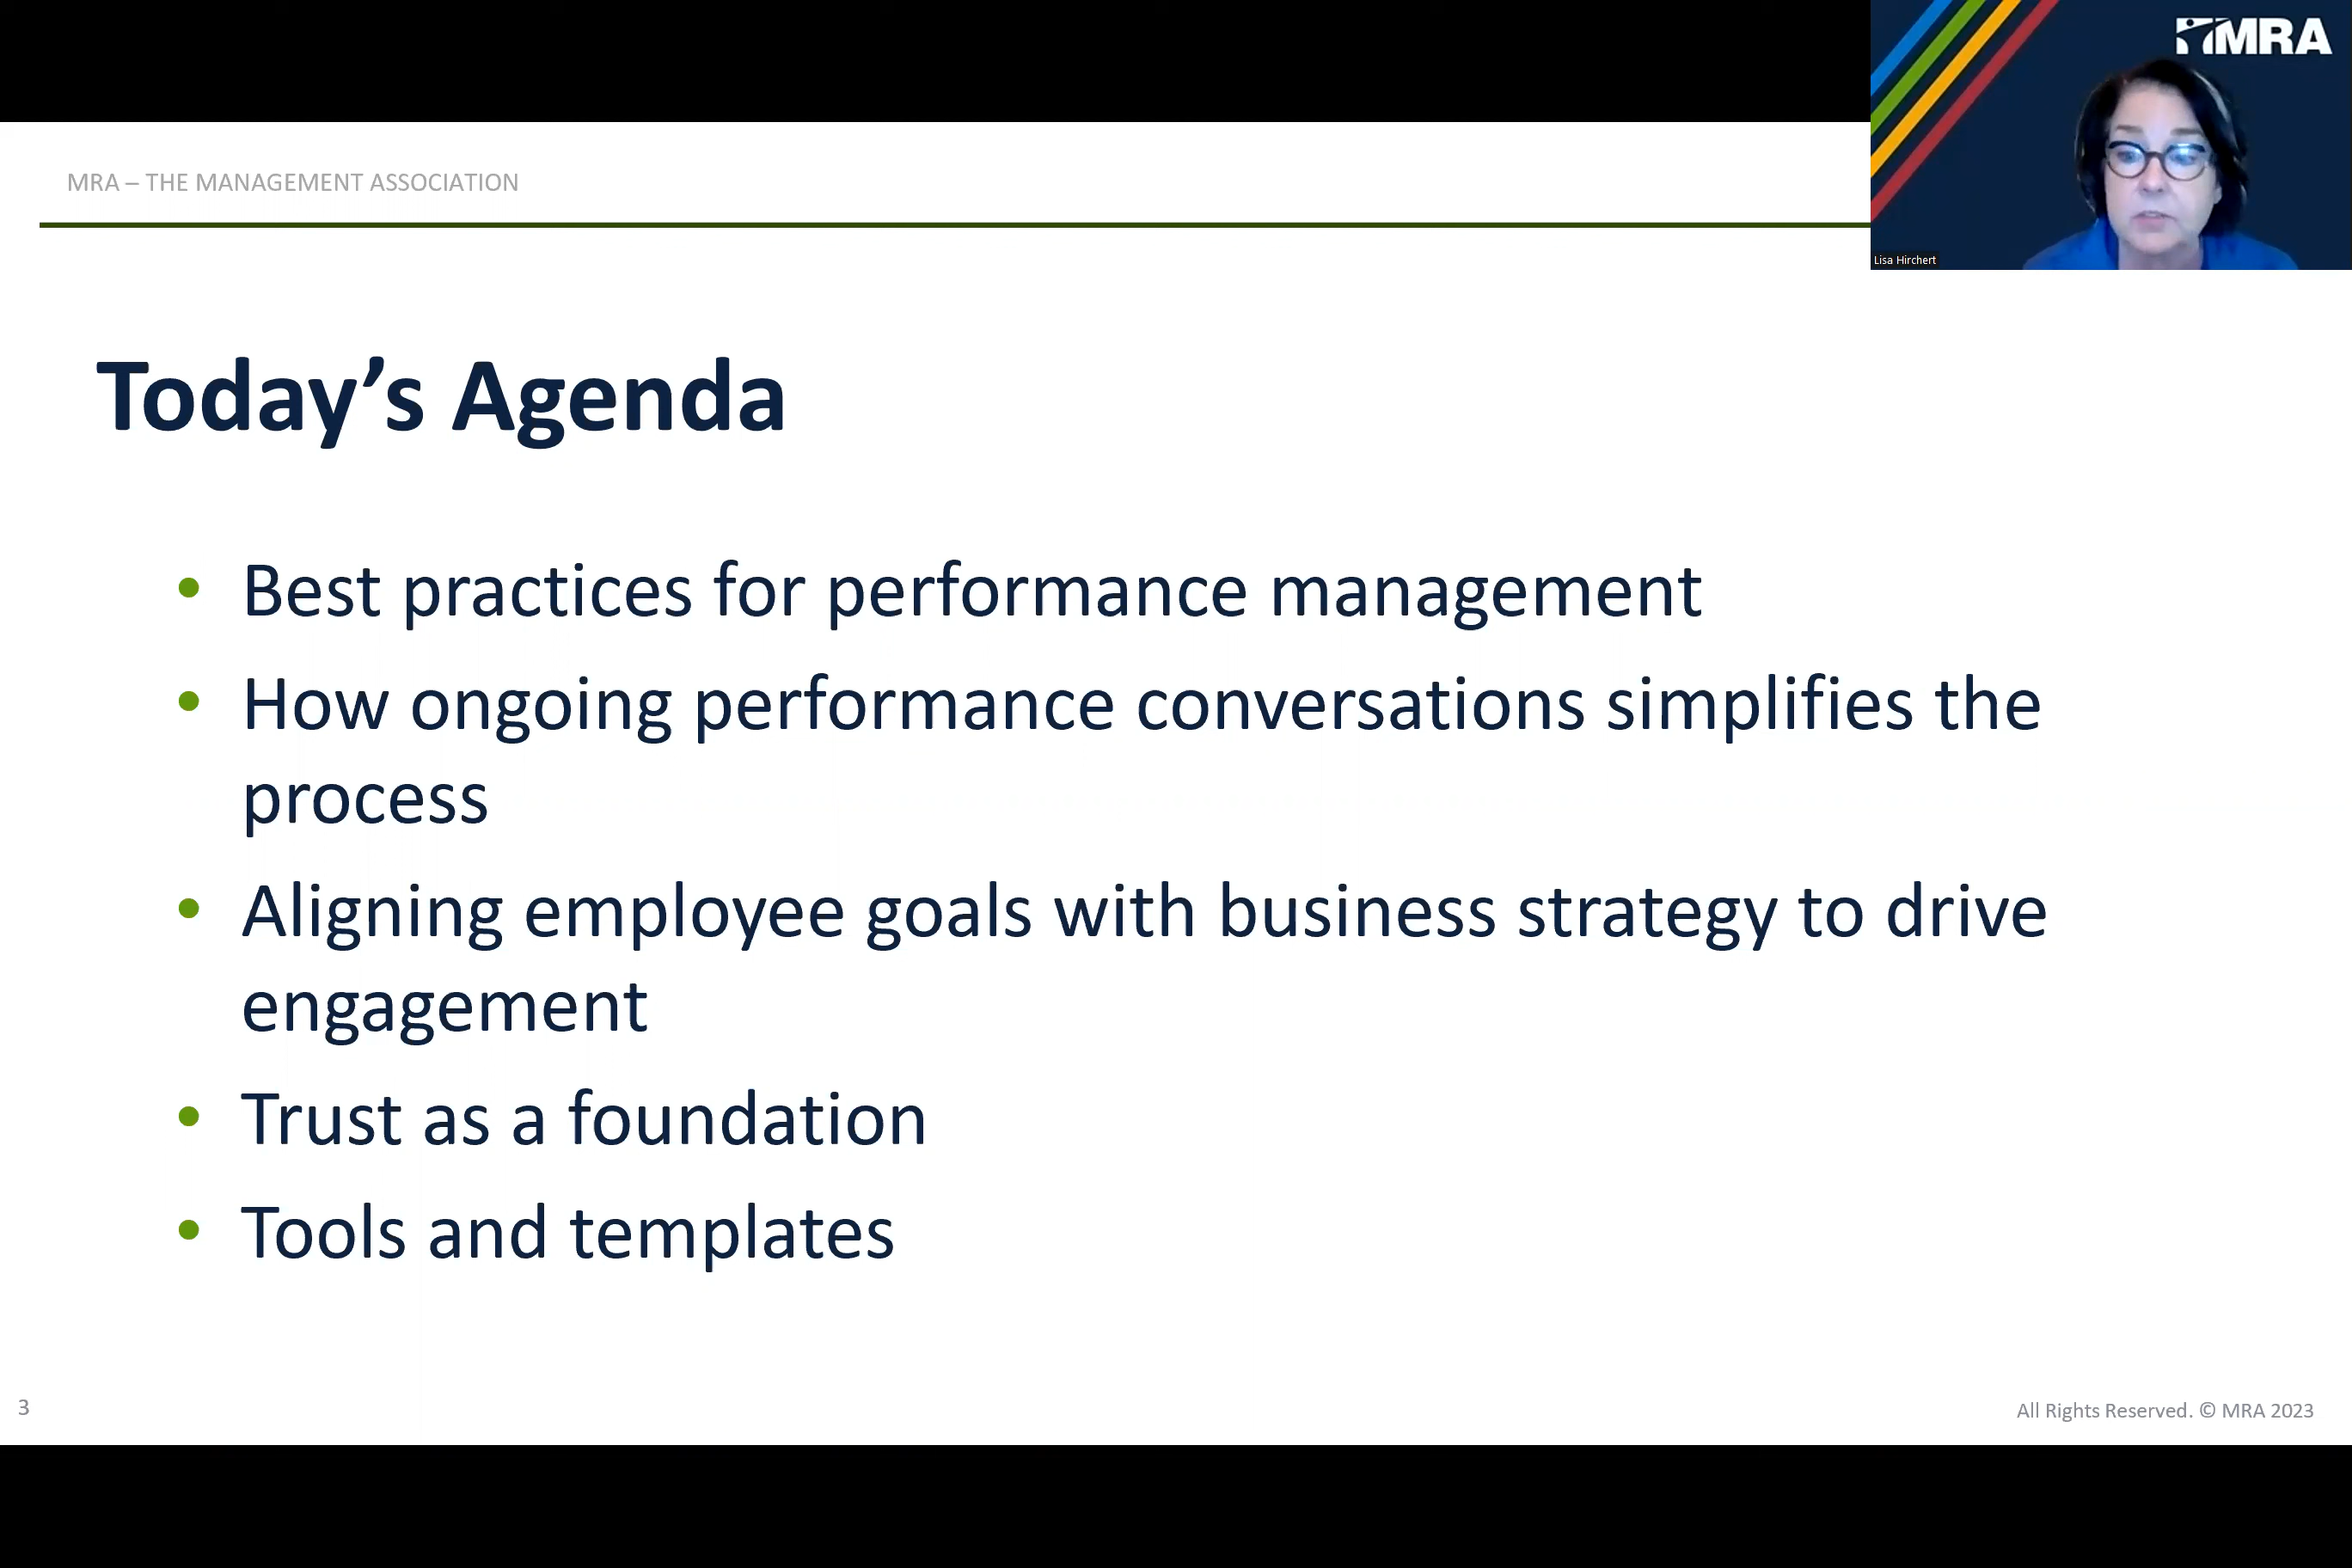 MRA
MRA – THE MANAGEMENT ASSOCIATION
Lisa Hirchert
Today’s Agenda
• Best practices for performance management
• How ongoing performance conversations simplifies the
process
• Aligning employee goals with business strategy to drive
engagement
• Trust as a foundation
• Tools and templates
3
All Rights Reserved. © MRA 2023